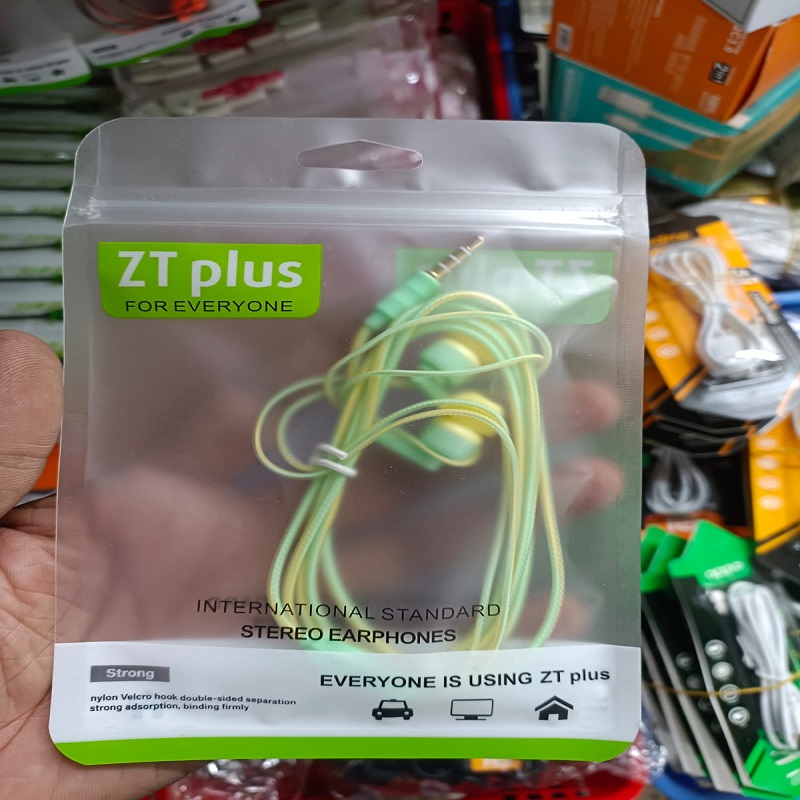 ZT plus
FOR EVERYONE
INTERNATIONAL STANDARD
STEREO EARPHONES
Strong
EVERYONE IS USING ZT plus
nylon Velcro hook double-sided separation
strong adsorption, binding firmly